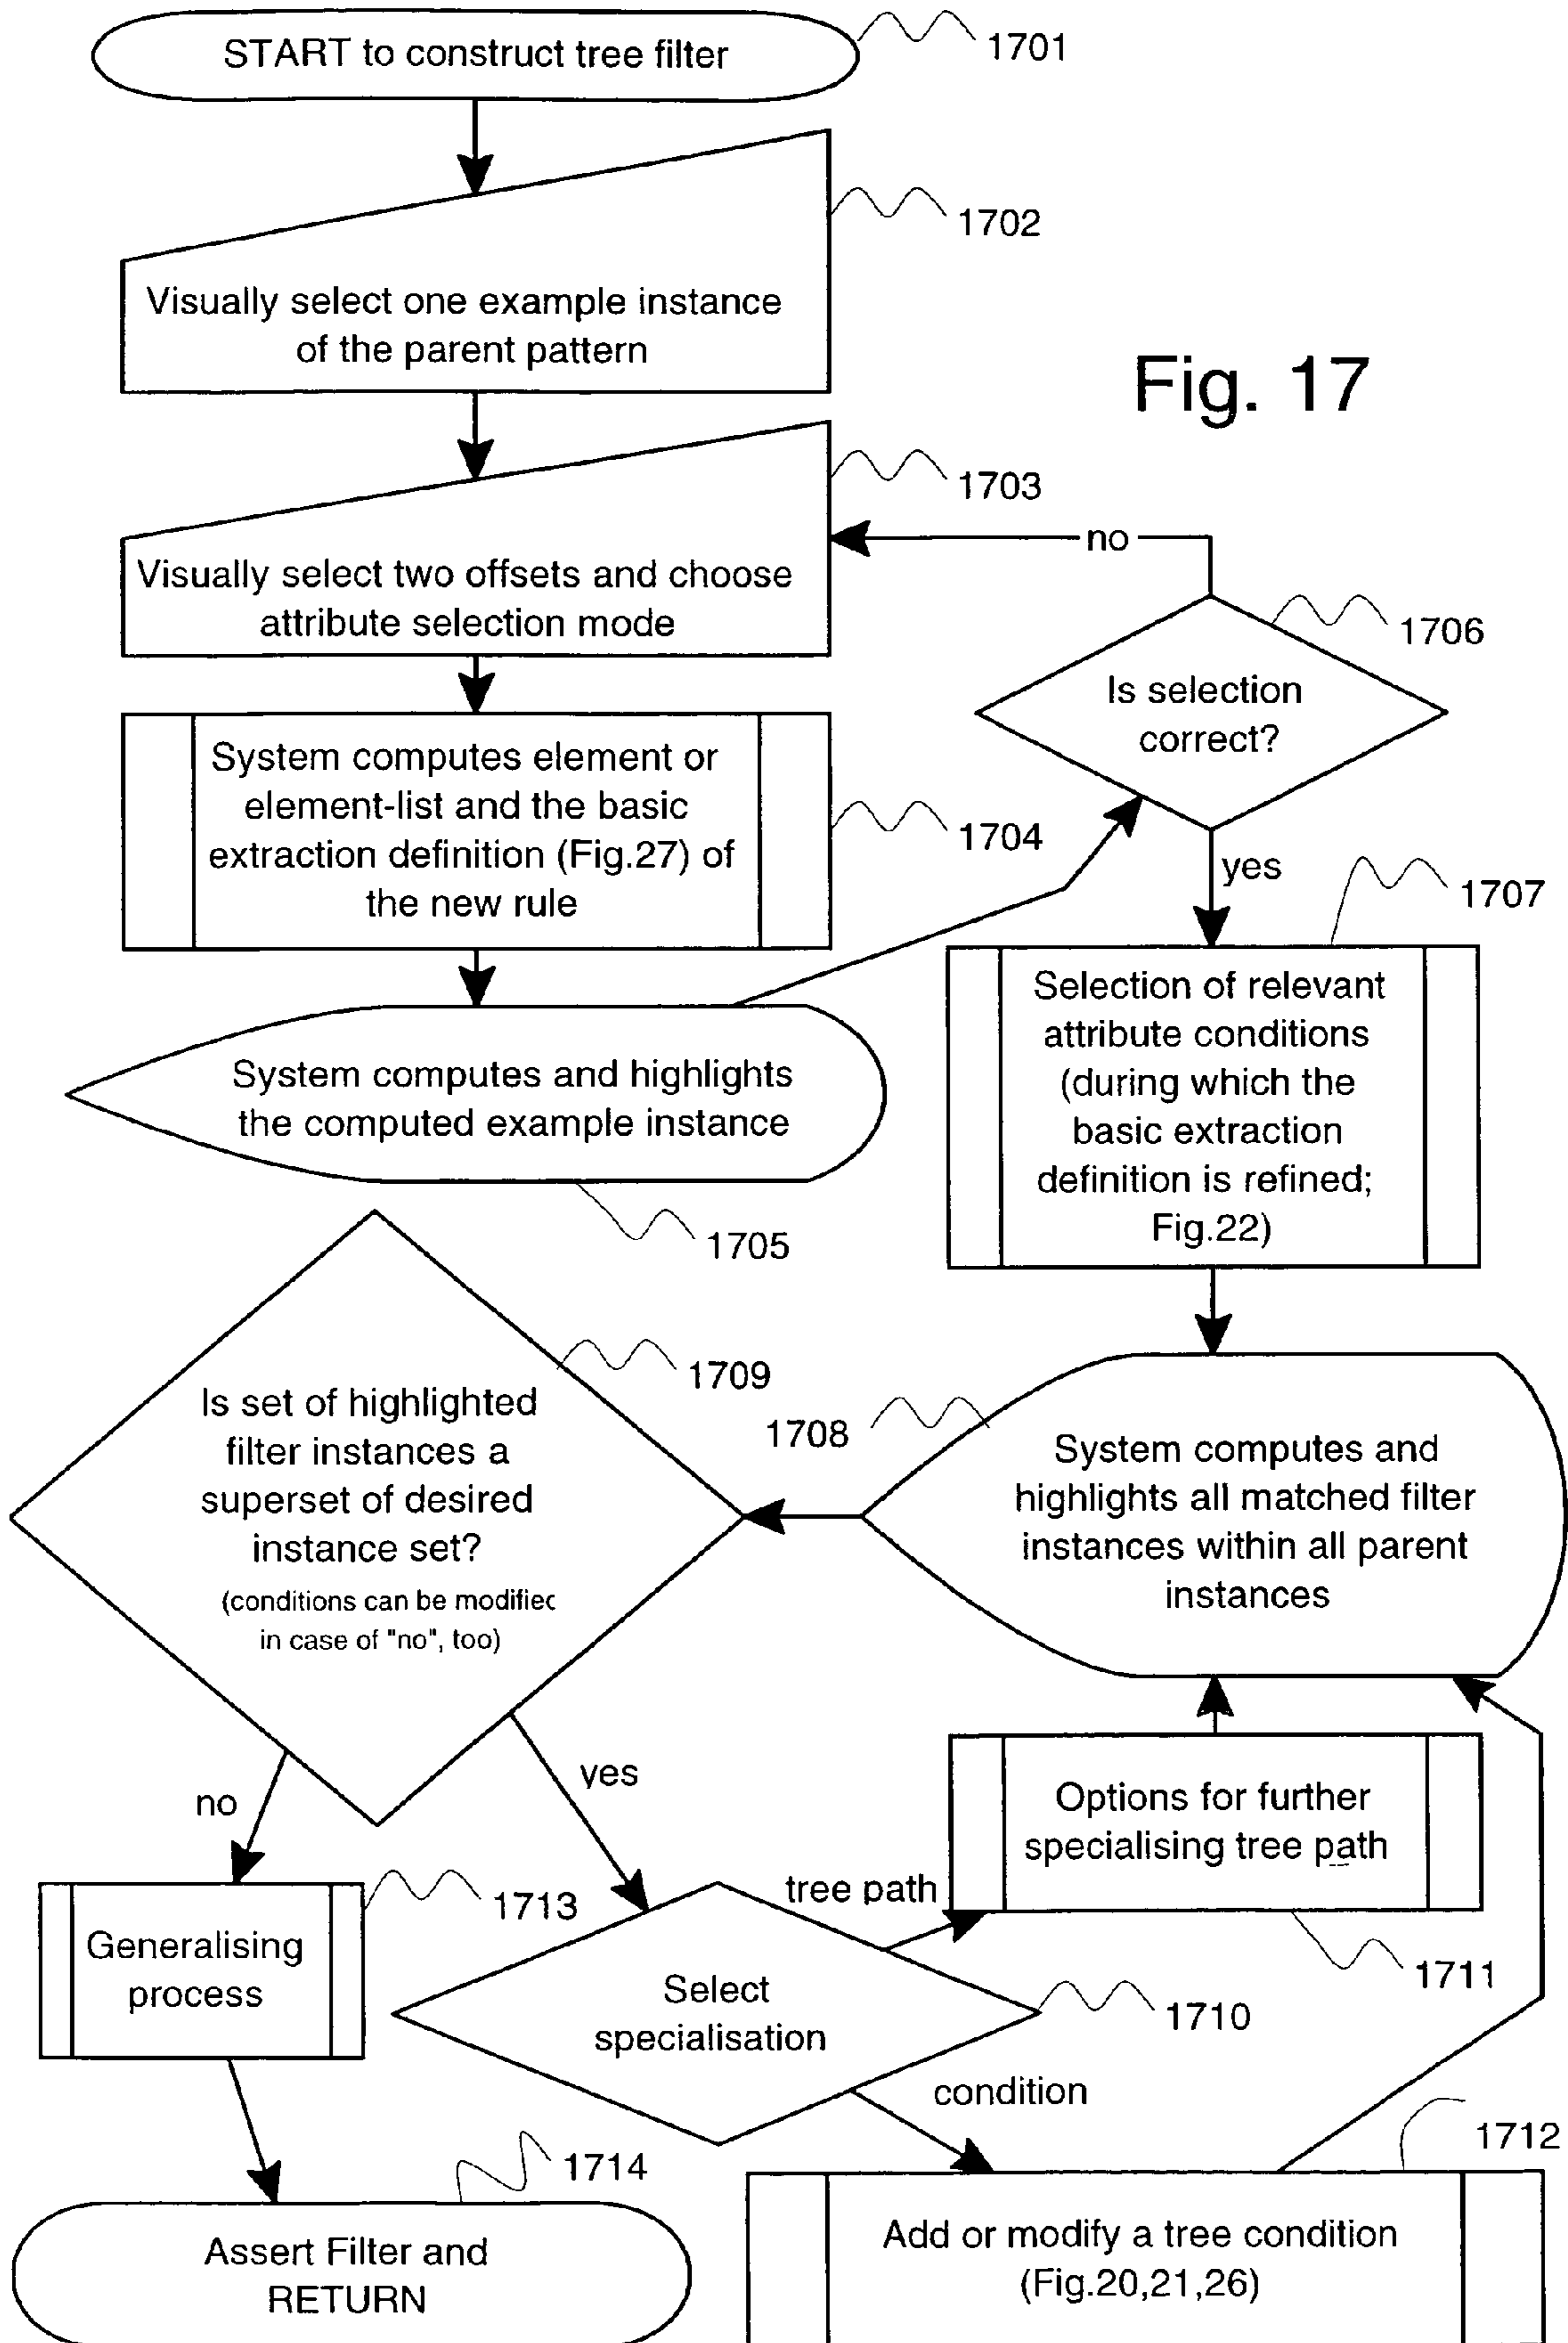 START to construct tree filter
1701
1702
Visually select one example instance
of the parent pattern
Fig. 17
1703
no
Visually select two offsets and choose
attribute selection mode
1706
Is selection
correct?
System computes element or
element-list and the basic
extraction definition (Fig.27) of
the new rule
1704
yes
1707
Selection of relevant
attribute conditions
(during which the
basic extraction
definition is refined;
Fig.22)
System computes and highlights
the computed example instance
1705
1709
Is set of highlighted
filter instances a
superset of desired
instance set?
(conditions can be modified
in case of "no", too)
1708
System computes and
highlights all matched filter
instances within all parent
instances
no
yes
Options for further
specialising tree path
tree path
1713
Generalising
process
1711
Select
specialisation
1710
condition
1712
1714
Assert Filter and
RETURN
Add or modify a tree condition
(Fig.20,21,26)